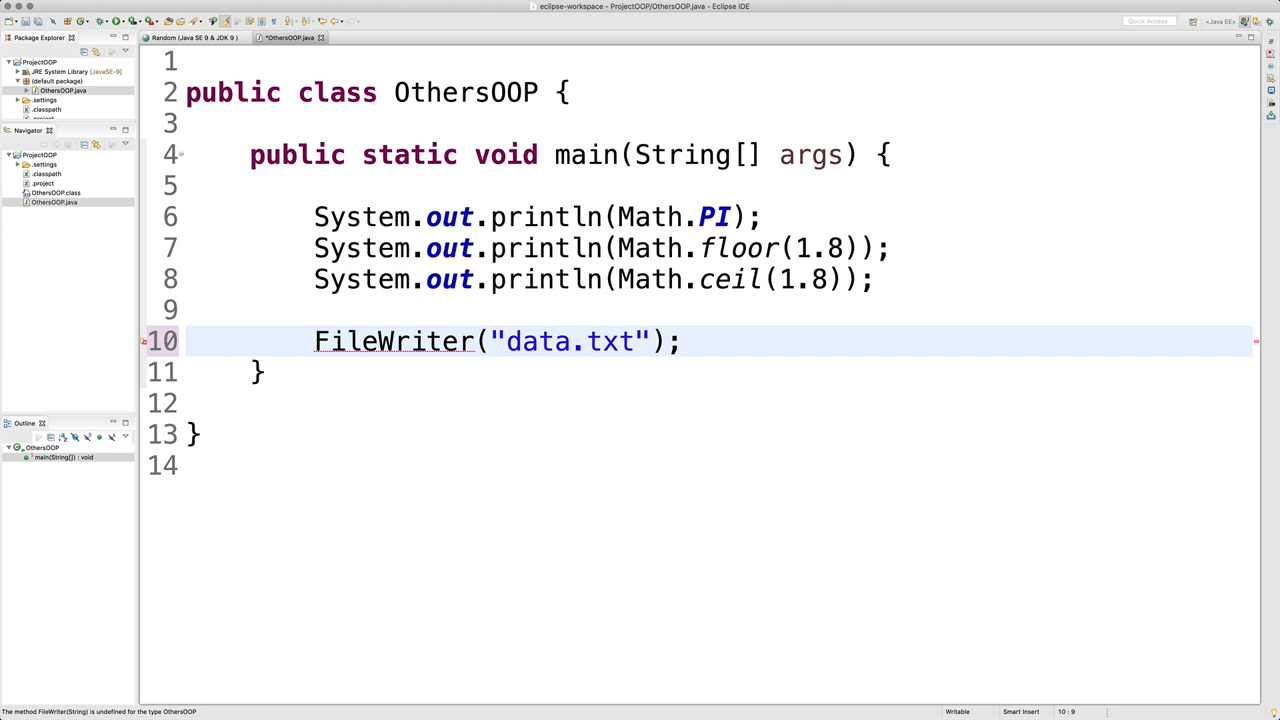 eclipse-workspace - ProjectOOP/OthersOOP.java - Eclipse IDE
Quick Access
<Java EE>
Package Explorer
Random (Java SE 9 & JDK 9 )
*OthersOOP.java
ProjectOOP
JRE System Library [JavaSE-9]
(default package)
OthersOOP.java
.settings
.classpath
.project
Navigator
ProjectOOP
.settings
.classpath
.project
OthersOOP.class
OthersOOP.java
Outline
OthersOOP
main(String[]) : void
1
2 public class OthersOOP {
3
4 public static void main(String[] args) {
5
6 System.out.println(Math.PI);
7 System.out.println(Math.floor(1.8));
8 System.out.println(Math.ceil(1.8));
9
10 FileWriter("data.txt");
11 }
12
13 }
14
The method FileWriter(String) is undefined for the type OthersOOP
Writable
Smart Insert
10 : 9